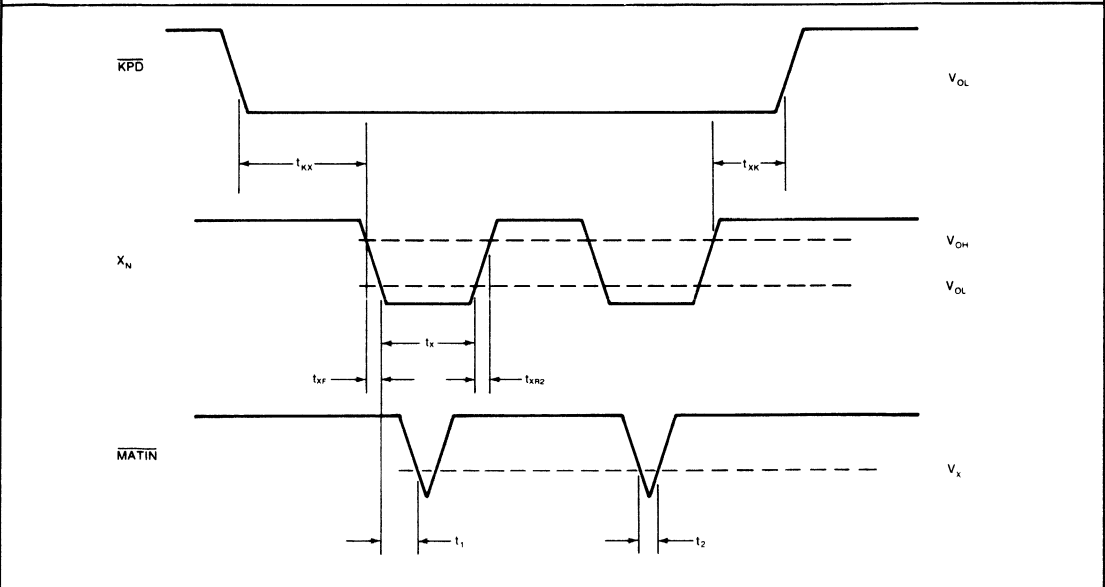 KPD
V_OL
t_KX
t_XK
V_OH
X_N
V_OL
t_X
t_XF
t_XR2
MATIN
V_X
t_1
t_2